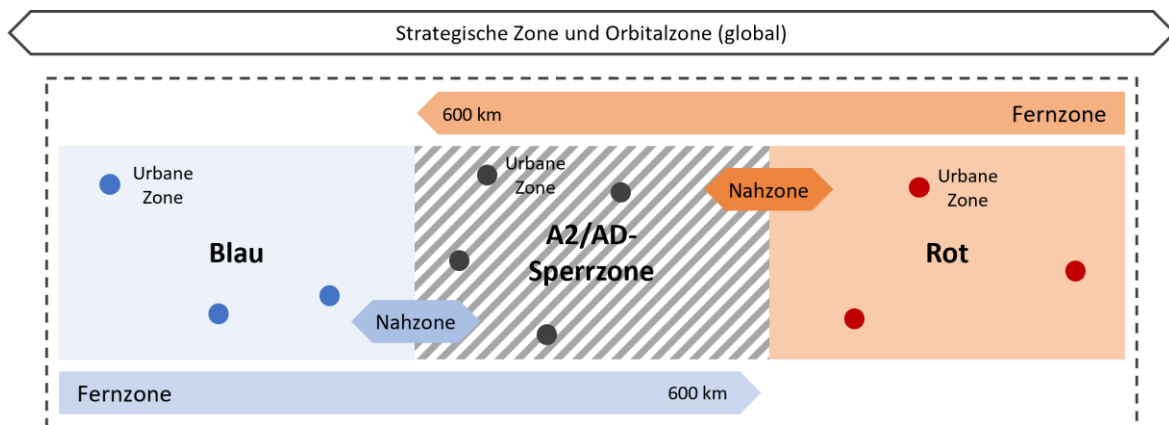 Strategische Zone und Orbitalzone (global)
600 km
Fernzone
Urbane
Zone
Urbane
Zone
Nahzone
Urbane
Zone
Blau
A2/AD-
Sperrzone
Rot
Nahzone
Fernzone
600 km